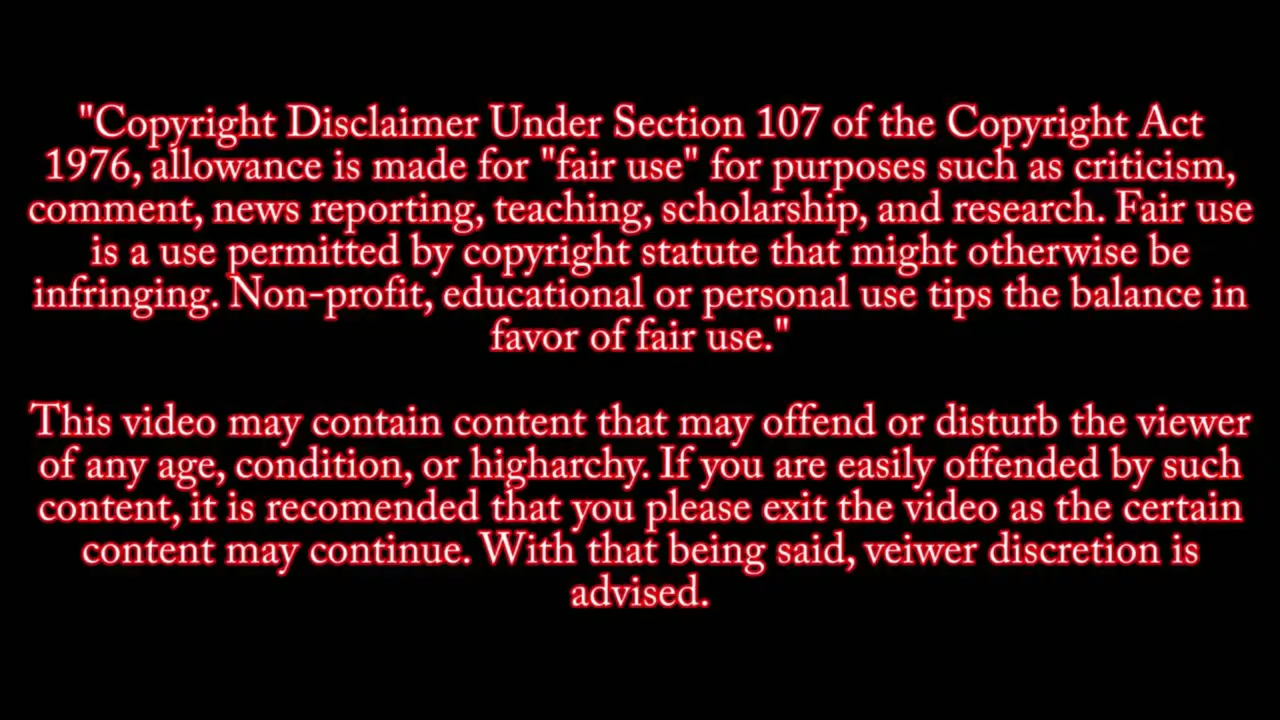 "Copyright Disclaimer Under Section 107 of the Copyright Act
1976, allowance is made for "fair use" for purposes such as criticism,
comment, news reporting, teaching, scholarship, and research. Fair use
is a use permitted by copyright statute that might otherwise be
infringing. Non-profit, educational or personal use tips the balance in
favor of fair use."
This video may contain content that may offend or disturb the viewer
of any age, condition, or higharchy. If you are easily offended by such
content, it is recomended that you please exit the video as the certain
content may continue. With that being said, veiwer discretion is
advised.